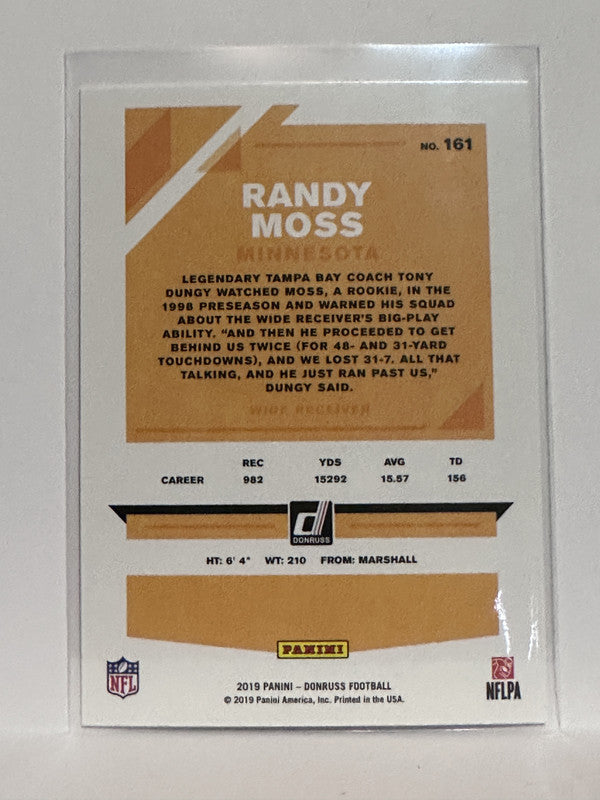 NO. 161
RANDY
MOSS
MINNESOTA
LEGENDARY TAMPA BAY COACH TONY
DUNGY WATCHED MOSS, A ROOKIE, IN THE
1998 PRESEASON AND WARNED HIS SQUAD
ABOUT THE WIDE RECEIVER'S BIG-PLAY
ABILITY. "AND THEN HE PROCEEDED TO GET
BEHIND US TWICE (FOR 48- AND 31-YARD
TOUCHDOWNS), AND WE LOST 31-7. ALL THAT
TALKING, AND HE JUST RAN PAST US,"
DUNGY SAID.
WIDE RECEIVER
REC YDS AVG TD
CAREER 982 15292 15.57 156
DONRUSS
HT: 6' 4" WT: 210 FROM: MARSHALL
PANINI
NFL
NFLPA
2019 PANINI – DONRUSS FOOTBALL
© 2019 Panini America, Inc. Printed in the USA.